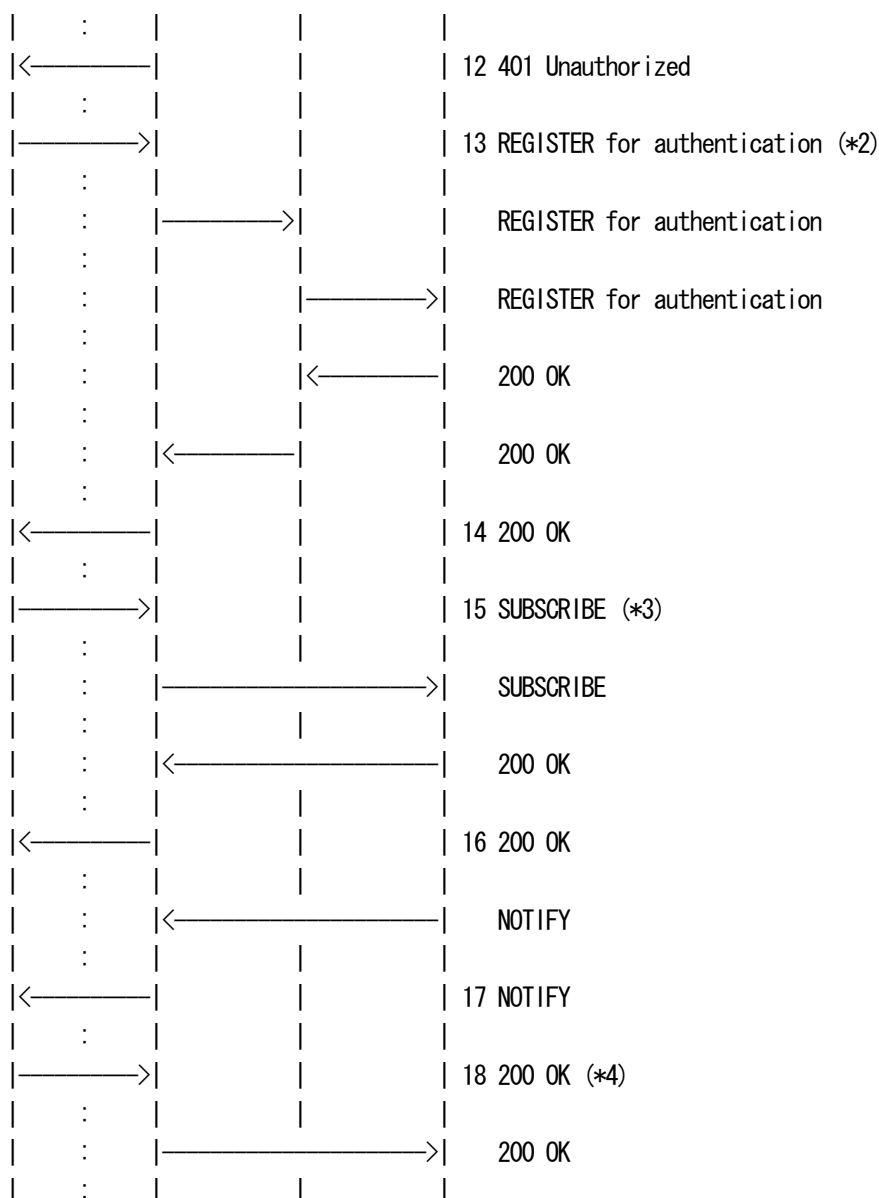 12 401 Unauthorized
13 REGISTER for authentication (*2)
REGISTER for authentication
REGISTER for authentication
200 OK
200 OK
14 200 OK
15 SUBSCRIBE (*3)
SUBSCRIBE
200 OK
16 200 OK
NOTIFY
17 NOTIFY
18 200 OK (*4)
200 OK